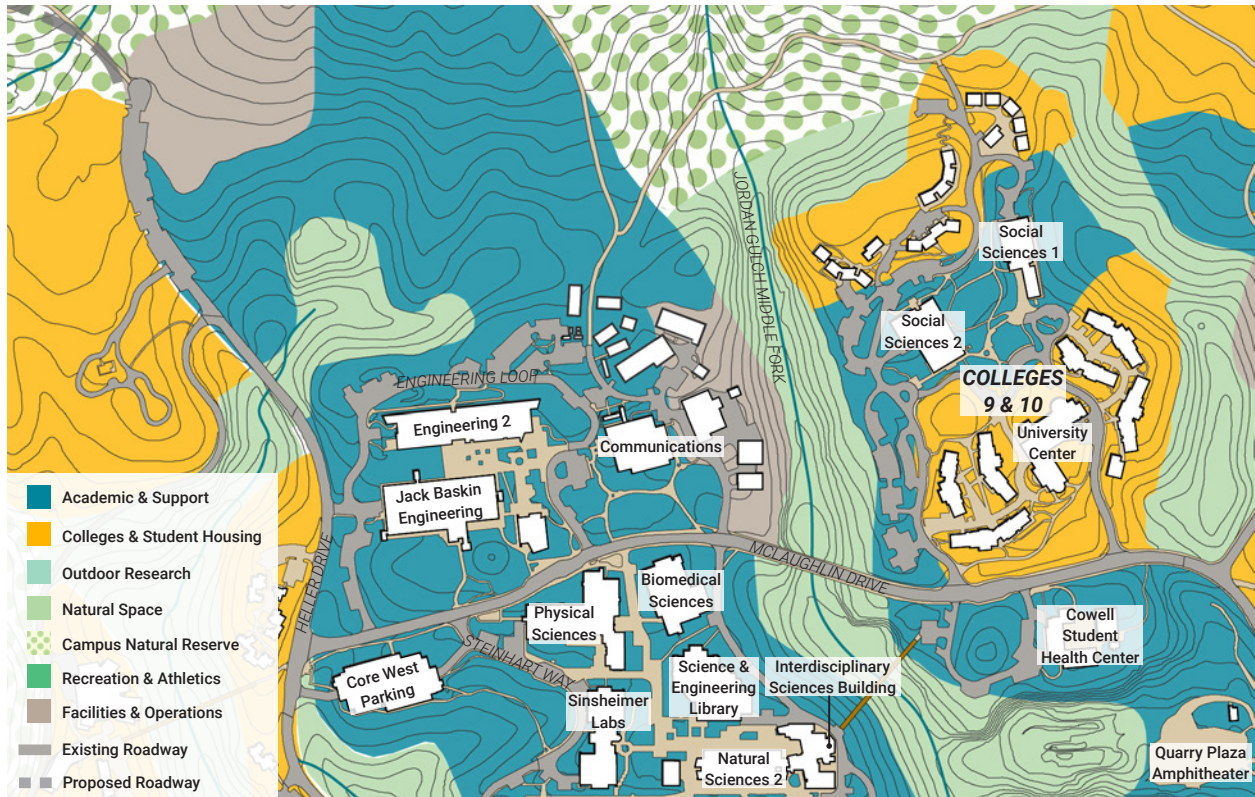 JORDAN GULCH MIDDLE FORK
Social
Sciences 1
Social
Sciences 2
COLLEGES
9 & 10
University
Center
ENGINEERING LOOP
Engineering 2
Communications
Jack Baskin
Engineering
HELLER DRIVE
MCLAUGHLIN DRIVE
Biomedical
Sciences
Physical
Sciences
STEINHART WAY
Core West
Parking
Sinsheimer
Labs
Science &
Engineering
Library
Interdisciplinary
Sciences Building
Natural
Sciences 2
Cowell
Student
Health Center
Quarry Plaza
Amphitheater
Academic & Support
Colleges & Student Housing
Outdoor Research
Natural Space
Campus Natural Reserve
Recreation & Athletics
Facilities & Operations
Existing Roadway
Proposed Roadway